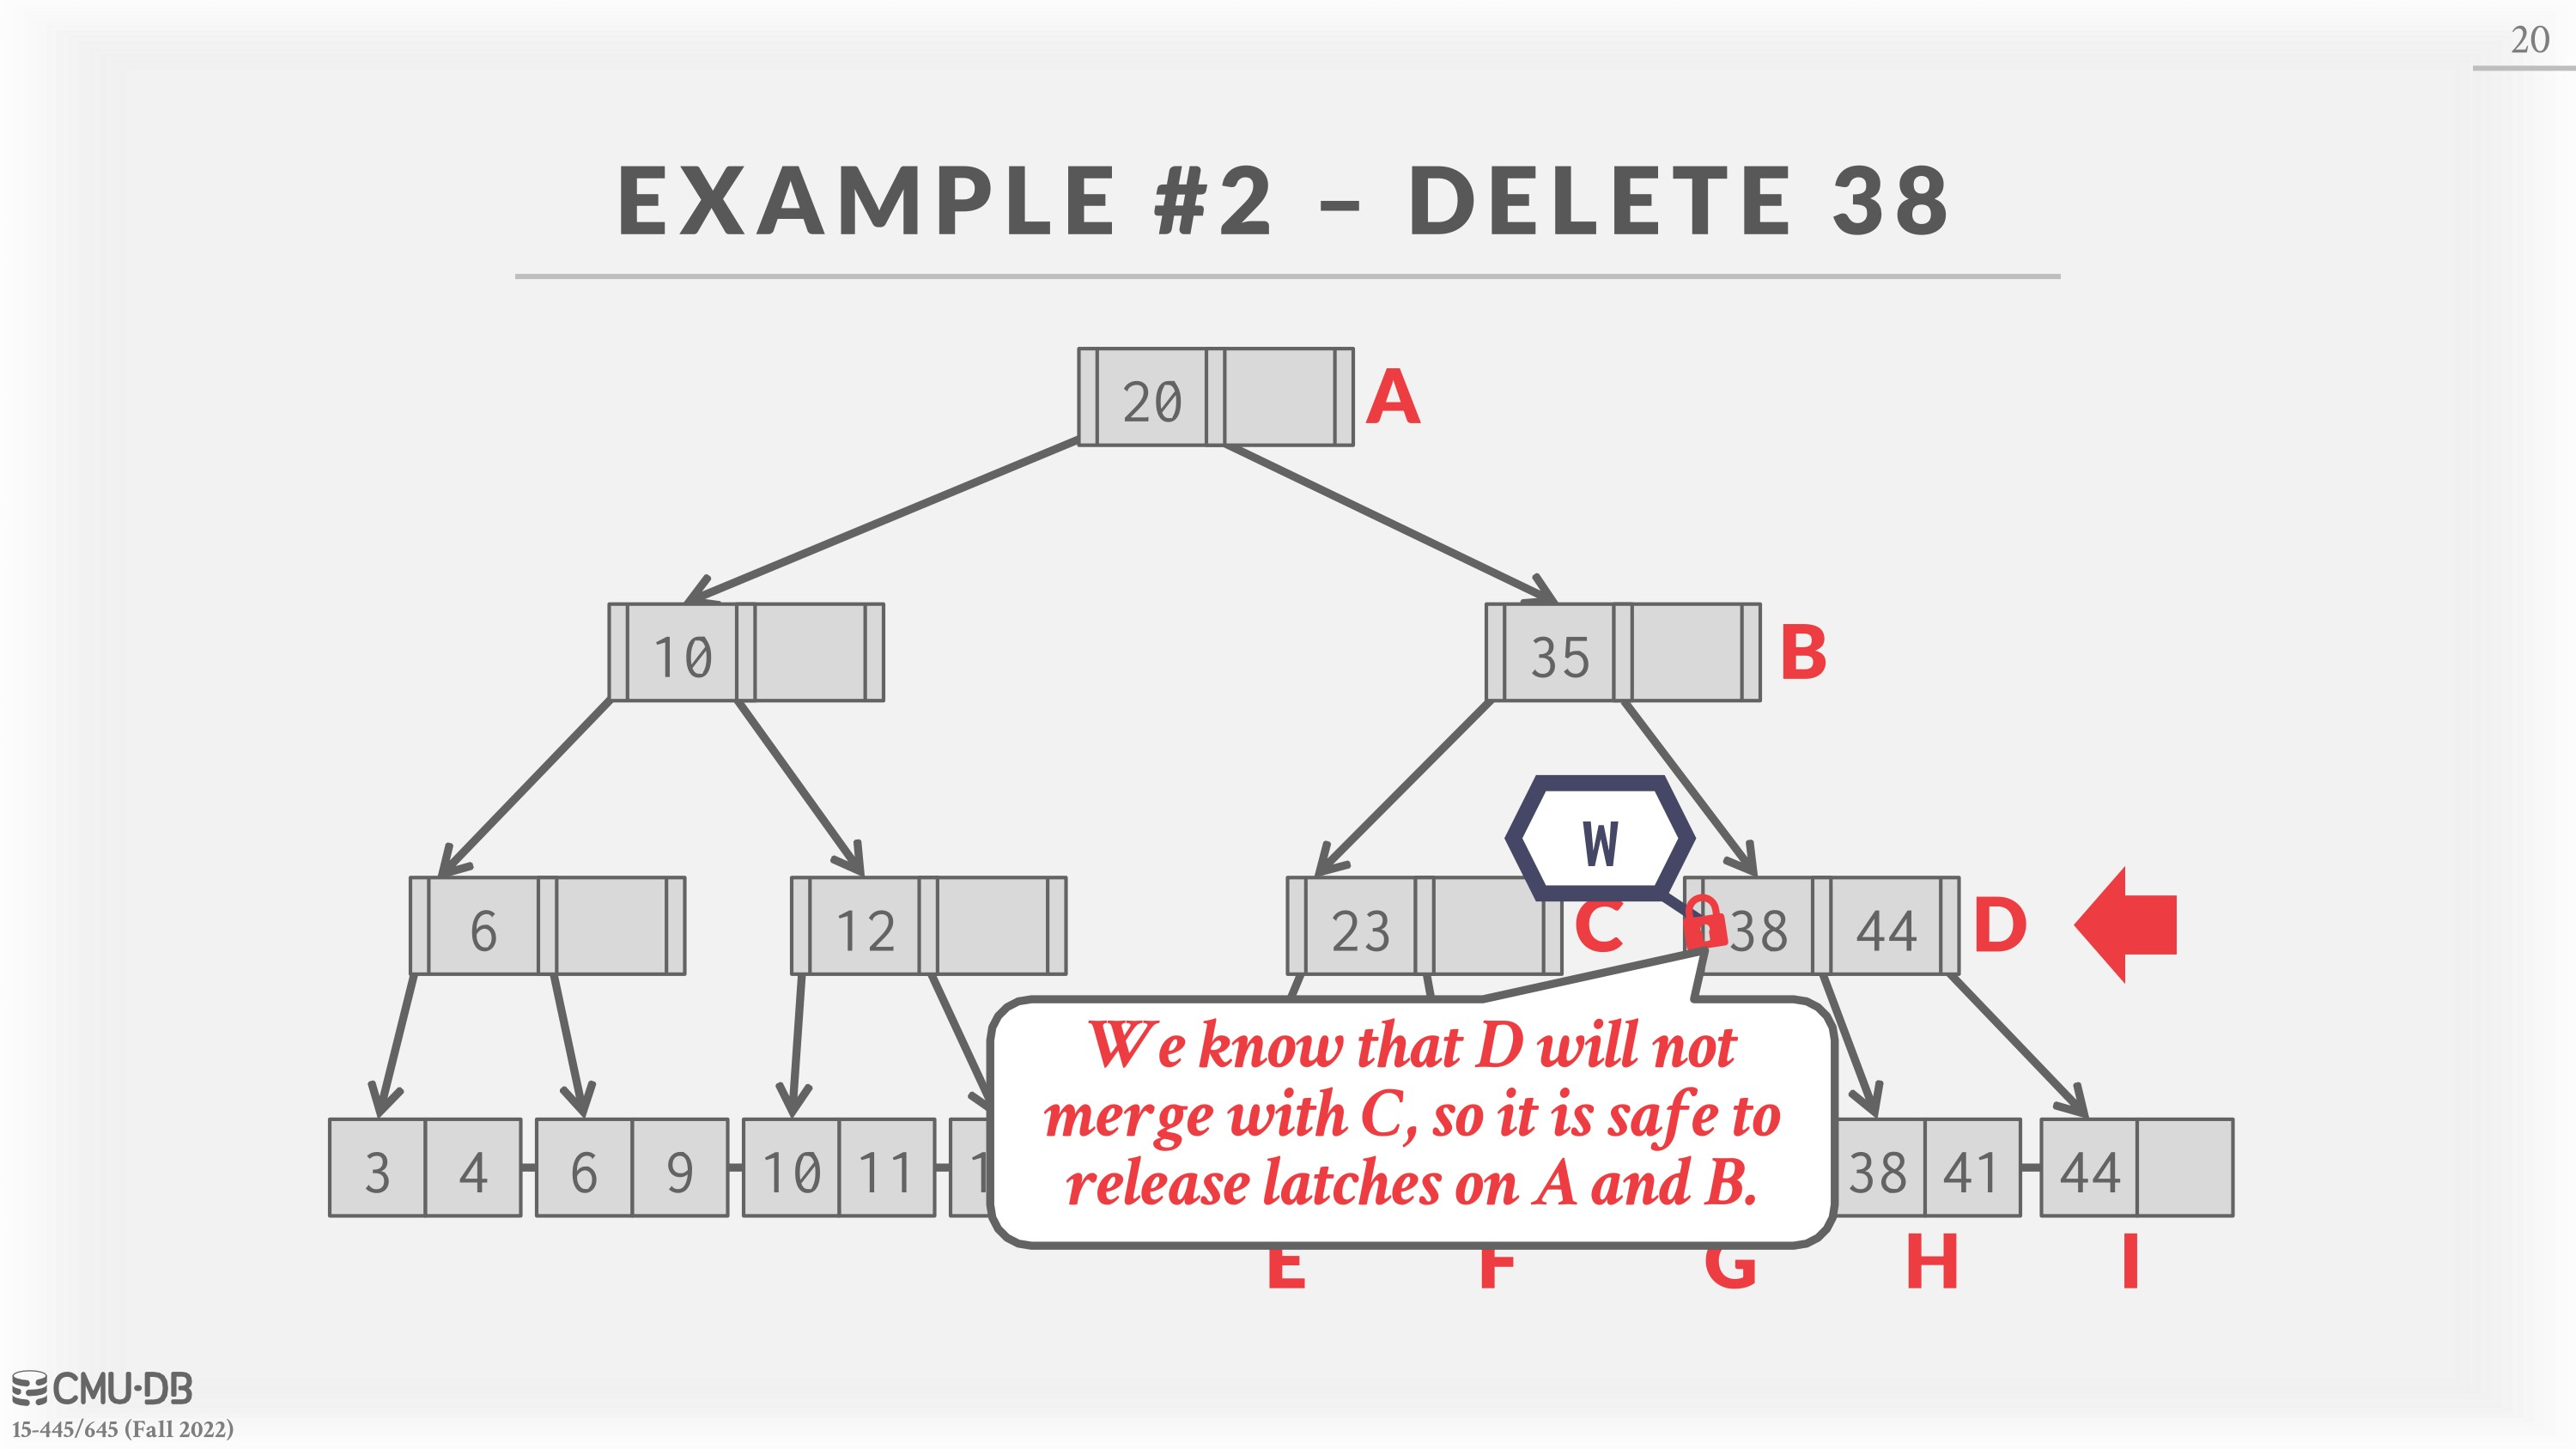 20
EXAMPLE #2 – DELETE 38
20 A
10 35 B
W
6 12 23 C 38 44 D
We know that D will not
merge with C, so it is safe to
release latches on A and B.
3 4 6 9 10 11 1 38 41 44
E F G H I
CMU·DB
15-445/645 (Fall 2022)